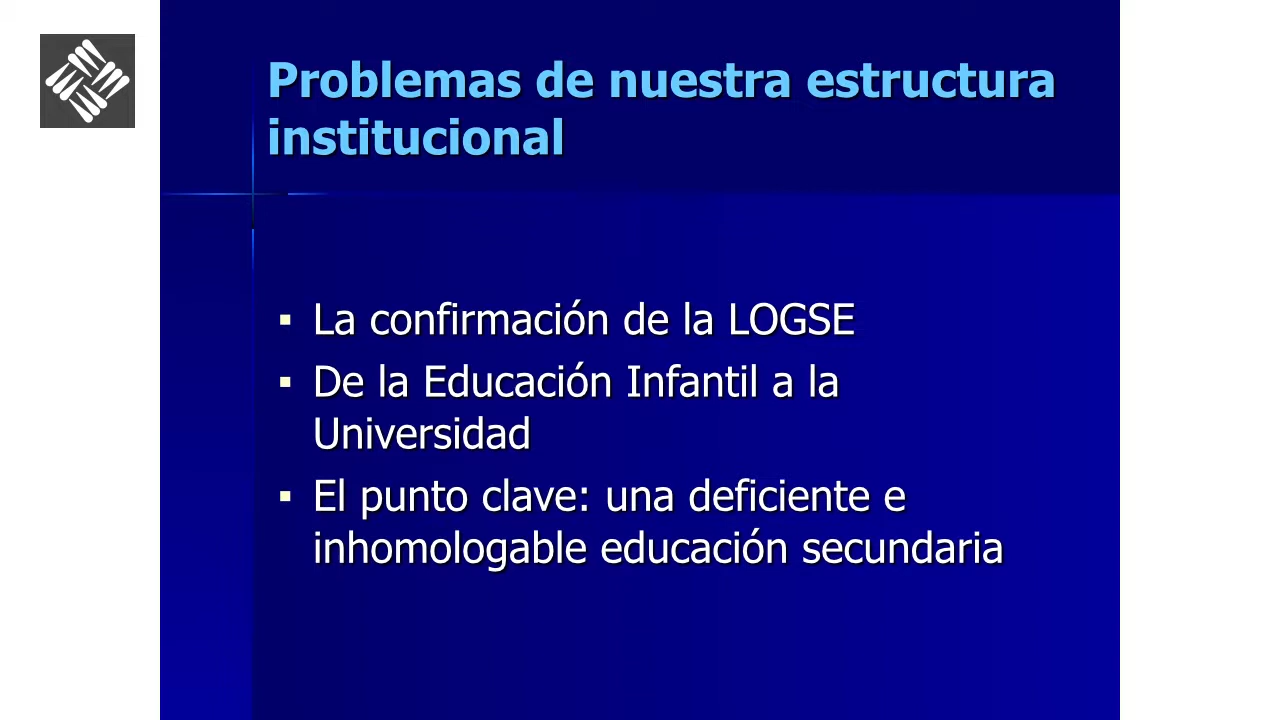 Problemas de nuestra estructura
institucional
▪ La confirmación de la LOGSE
▪ De la Educación Infantil a la
Universidad
▪ El punto clave: una deficiente e
inhomologable educación secundaria